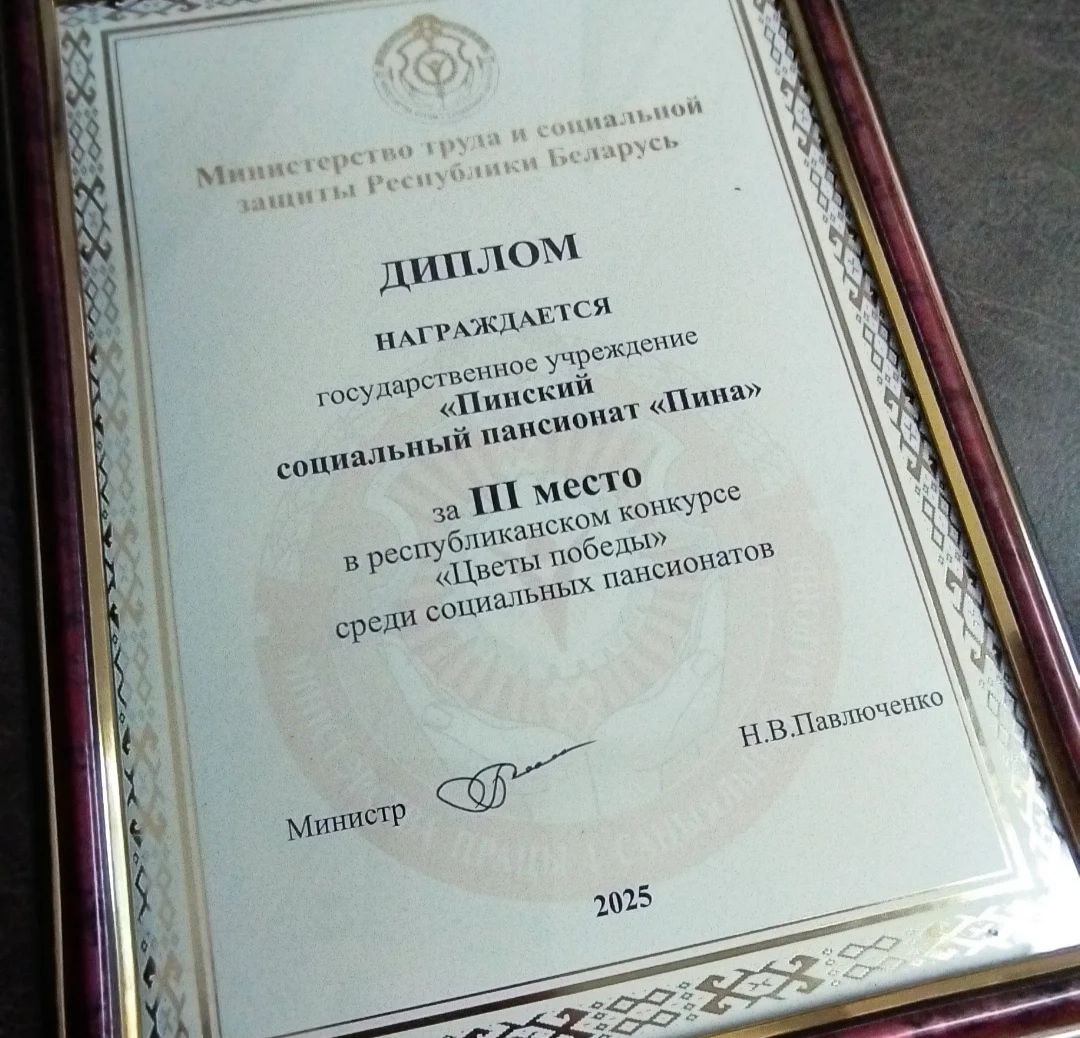 Министерство труда и социальной
защиты Республики Беларусь
ДИПЛОМ
НАГРАЖДАЕТСЯ
государственное учреждение
«Пинский
социальный пансионат «Пина»
за III место
в республиканском конкурсе
«Цветы победы»
среди социальных пансионатов
Министр
Н.В.Павлюченко
2025